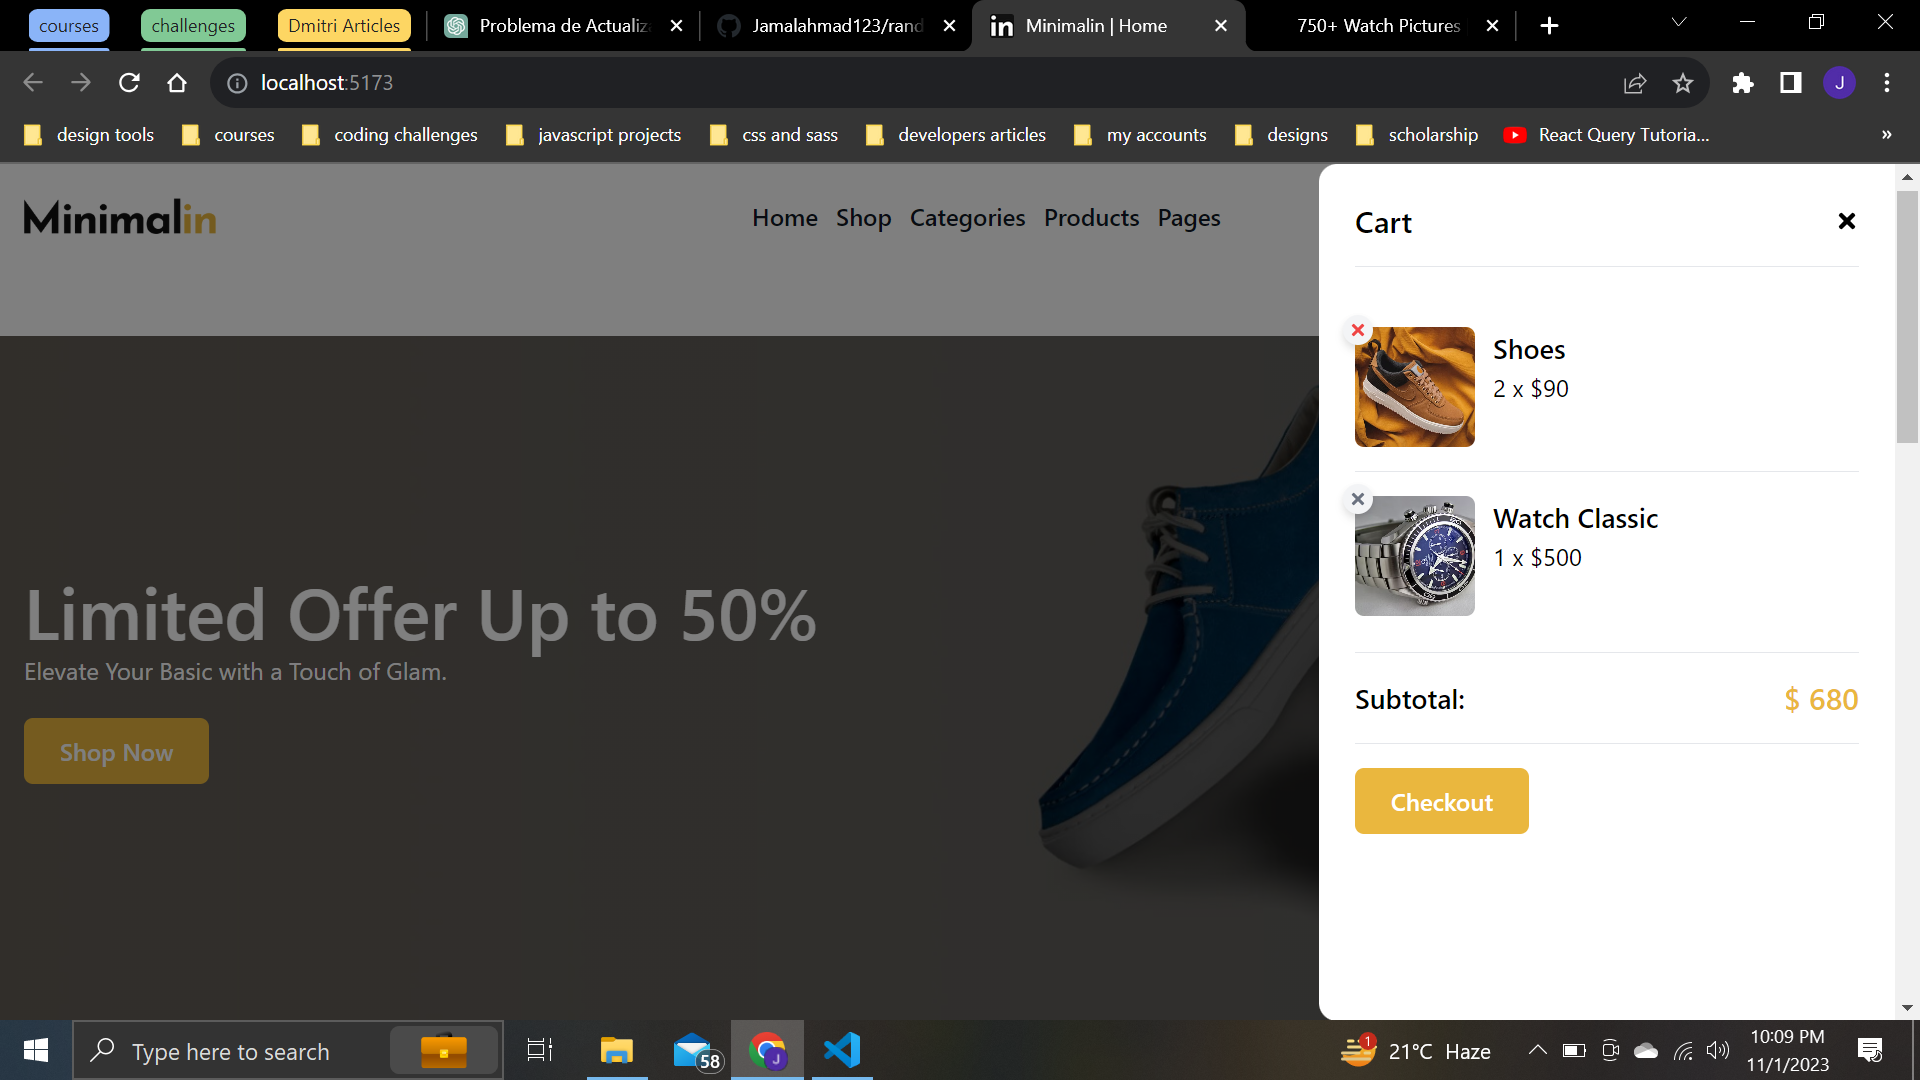 courses
challenges
Dmitri Articles
Problema de Actualiza
Jamalahmad123/rand
in Minimalin | Home
750+ Watch Pictures
localhost:5173
J
design tools
courses
coding challenges
javascript projects
css and sass
developers articles
my accounts
designs
scholarship
React Query Tutoria...
»
Minimalin
Home
Shop
Categories
Products
Pages
Cart
Shoes
2 x $90
Watch Classic
1 x $500
Limited Offer Up to 50%
Elevate Your Basic with a Touch of Glam.
Shop Now
Subtotal:
$ 680
Checkout
Type here to search
58
J
1
21°C Haze
10:09 PM
11/1/2023